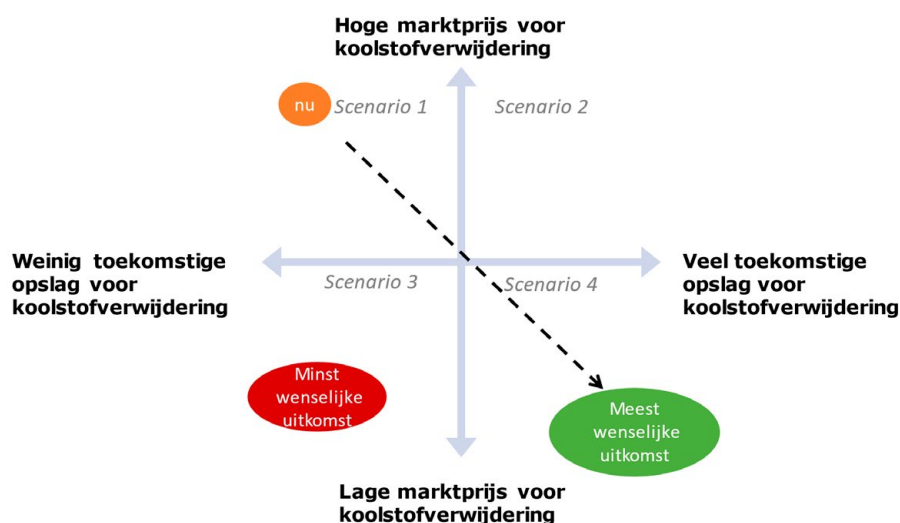 Hoge marktprijs voor
koolstofverwijdering
nu
Scenario 1
Scenario 2
Weinig toekomstige
opslag voor
koolstofverwijdering
Scenario 3
Scenario 4
Veel toekomstige
opslag voor
koolstofverwijdering
Minst
wenselijke
uitkomst
Meest
wenselijke
uitkomst
Lage marktprijs voor
koolstofverwijdering